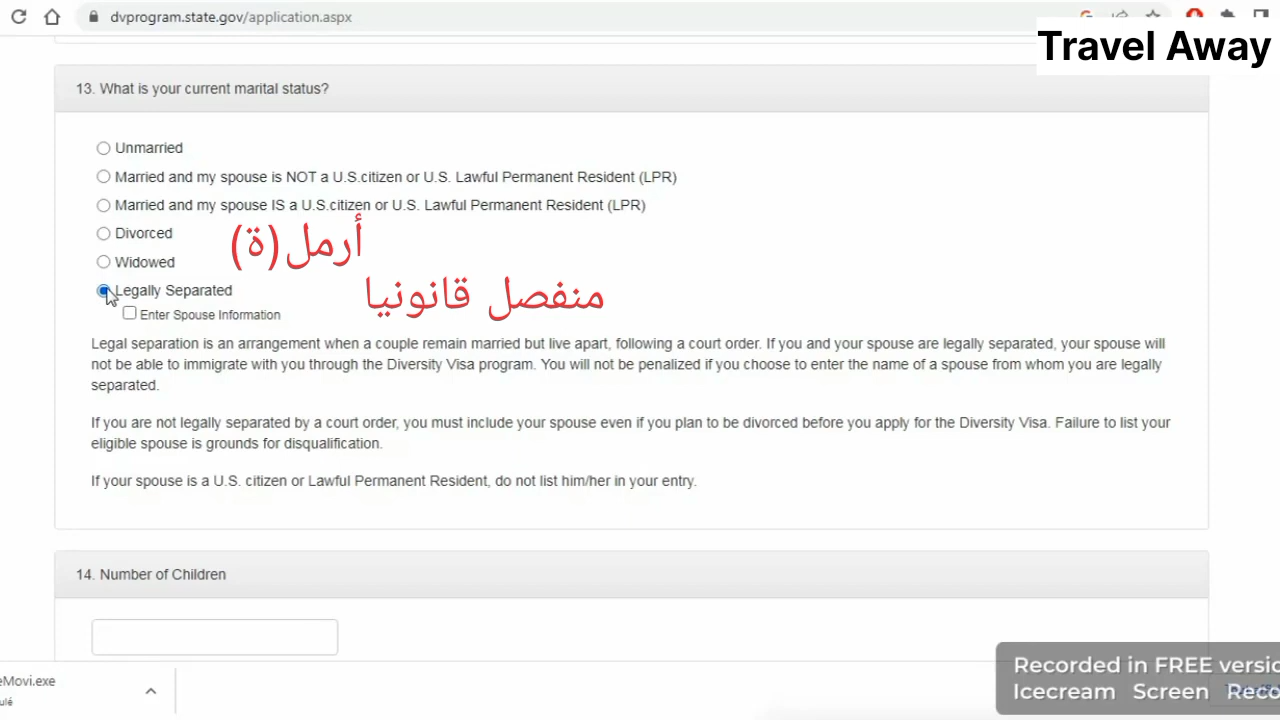 dvprogram.state.gov/application.aspx
Travel Away
13. What is your current marital status?
Unmarried
Married and my spouse is NOT a U.S.citizen or U.S. Lawful Permanent Resident (LPR)
Married and my spouse IS a U.S.citizen or U.S. Lawful Permanent Resident (LPR)
Divorced
أرمل(ة)
Widowed
Legally Separated
منفصل قانونيا
Enter Spouse Information
Legal separation is an arrangement when a couple remain married but live apart, following a court order. If you and your spouse are legally separated, your spouse will
not be able to immigrate with you through the Diversity Visa program. You will not be penalized if you choose to enter the name of a spouse from whom you are legally
separated.
If you are not legally separated by a court order, you must include your spouse even if you plan to be divorced before you apply for the Diversity Visa. Failure to list your
eligible spouse is grounds for disqualification.
If your spouse is a U.S. citizen or Lawful Permanent Resident, do not list him/her in your entry.
14. Number of Children
eMovi.exe
ulé
Recorded in FREE versio
Icecream Screen Reco